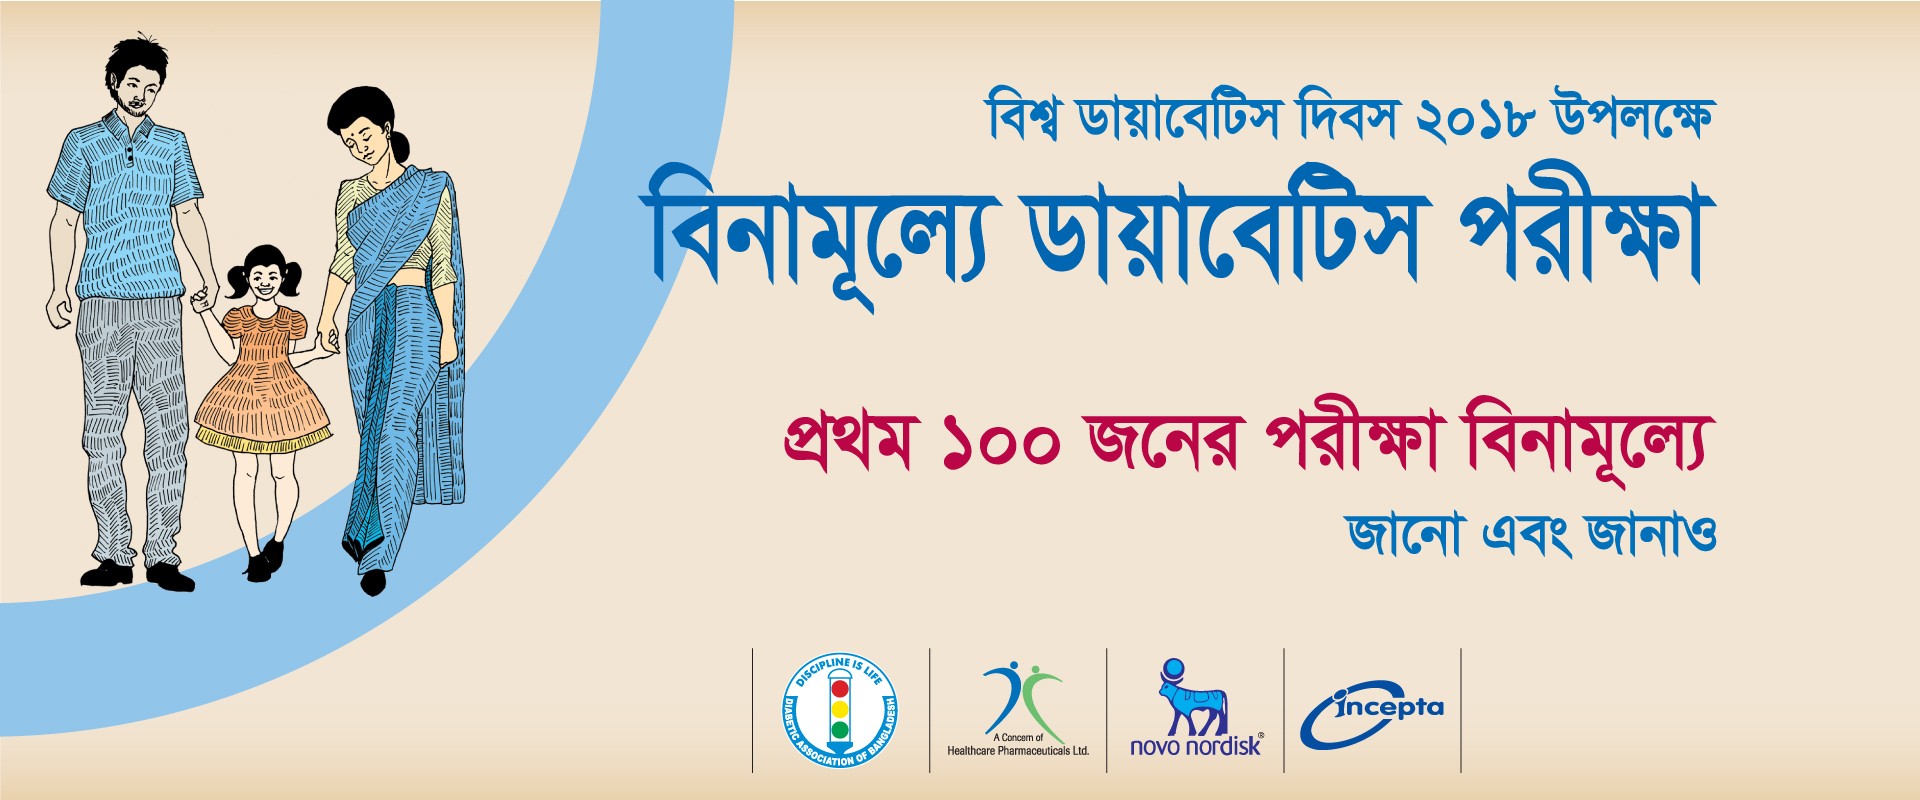 বিশ্ব ডায়াবেটিস দিবস ২০১৮ উপলক্ষে
বিনামূল্যে ডায়াবেটিস পরীক্ষা
প্রথম ১০০ জনের পরীক্ষা বিনামূল্যে
জানো এবং জানাও
DISCIPLINE IS LIFE
DIABETIC ASSOCIATION OF BANGLADESH
A Concern of
Healthcare Pharmaceuticals Ltd.
novo nordisk®
incepta